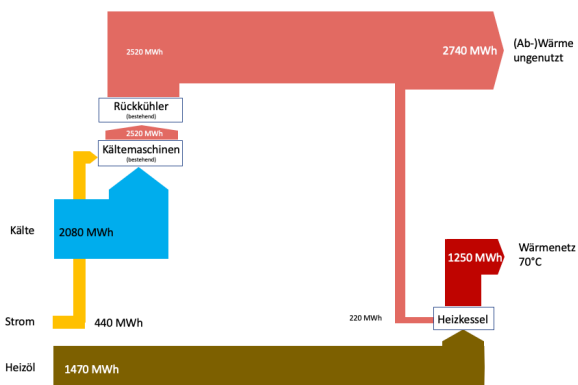 2520 MWh
2740 MWh
(Ab-)Wärme
ungenutzt
Rückkühler
(bestehend)
2520 MWh
Kältemaschinen
(bestehend)
Kälte
2080 MWh
1250 MWh
Wärmenetz
70°C
Strom
440 MWh
220 MWh
Heizkessel
Heizöl
1470 MWh